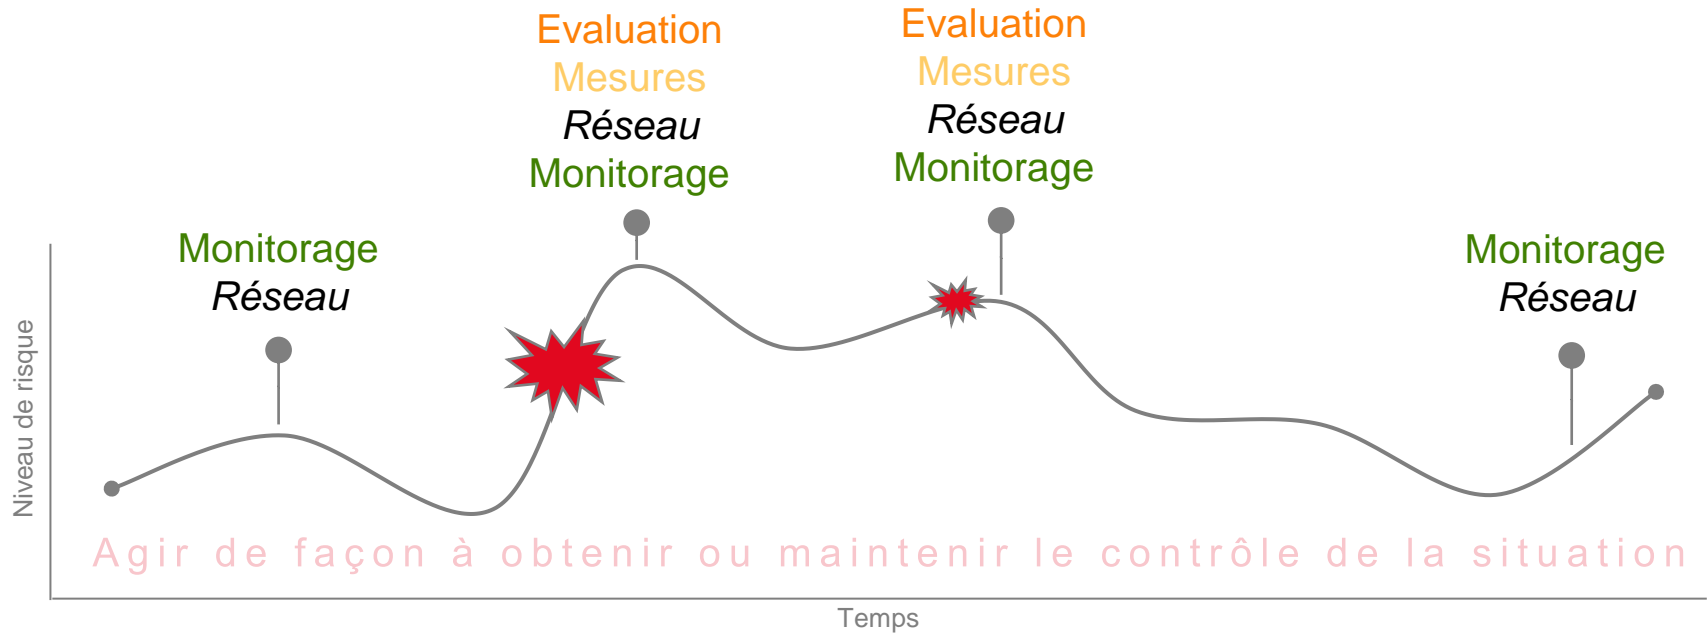 Evaluation
Mesures
Réseau
Monitorage
Evaluation
Mesures
Réseau
Monitorage
Monitorage
Réseau
Monitorage
Réseau
Niveau de risque
Agir de façon à obtenir ou maintenir le contrôle de la situation
Temps